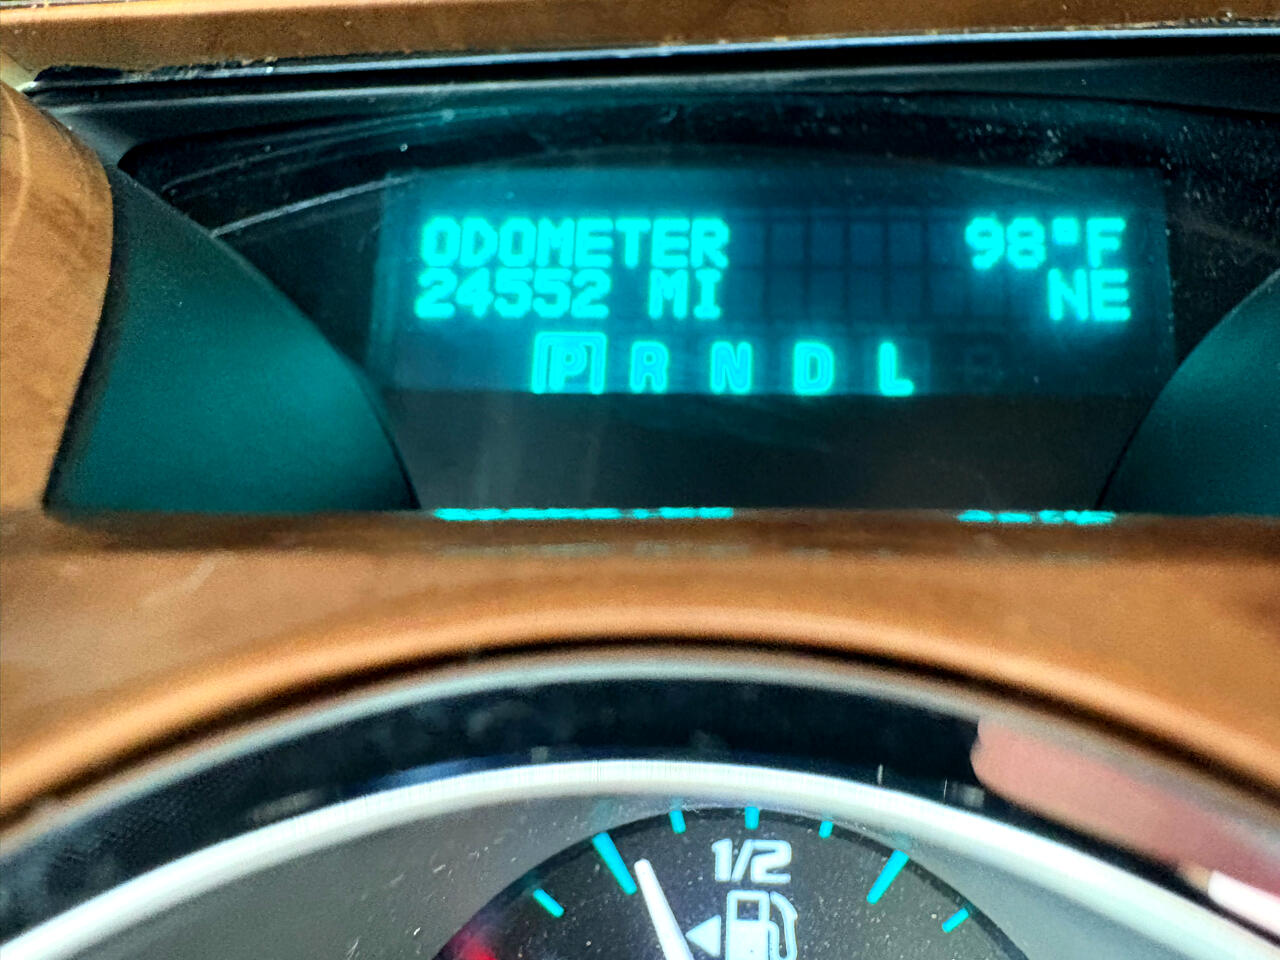 ODOMETER 98°F
24552 MI NE
P R N D L
1/2